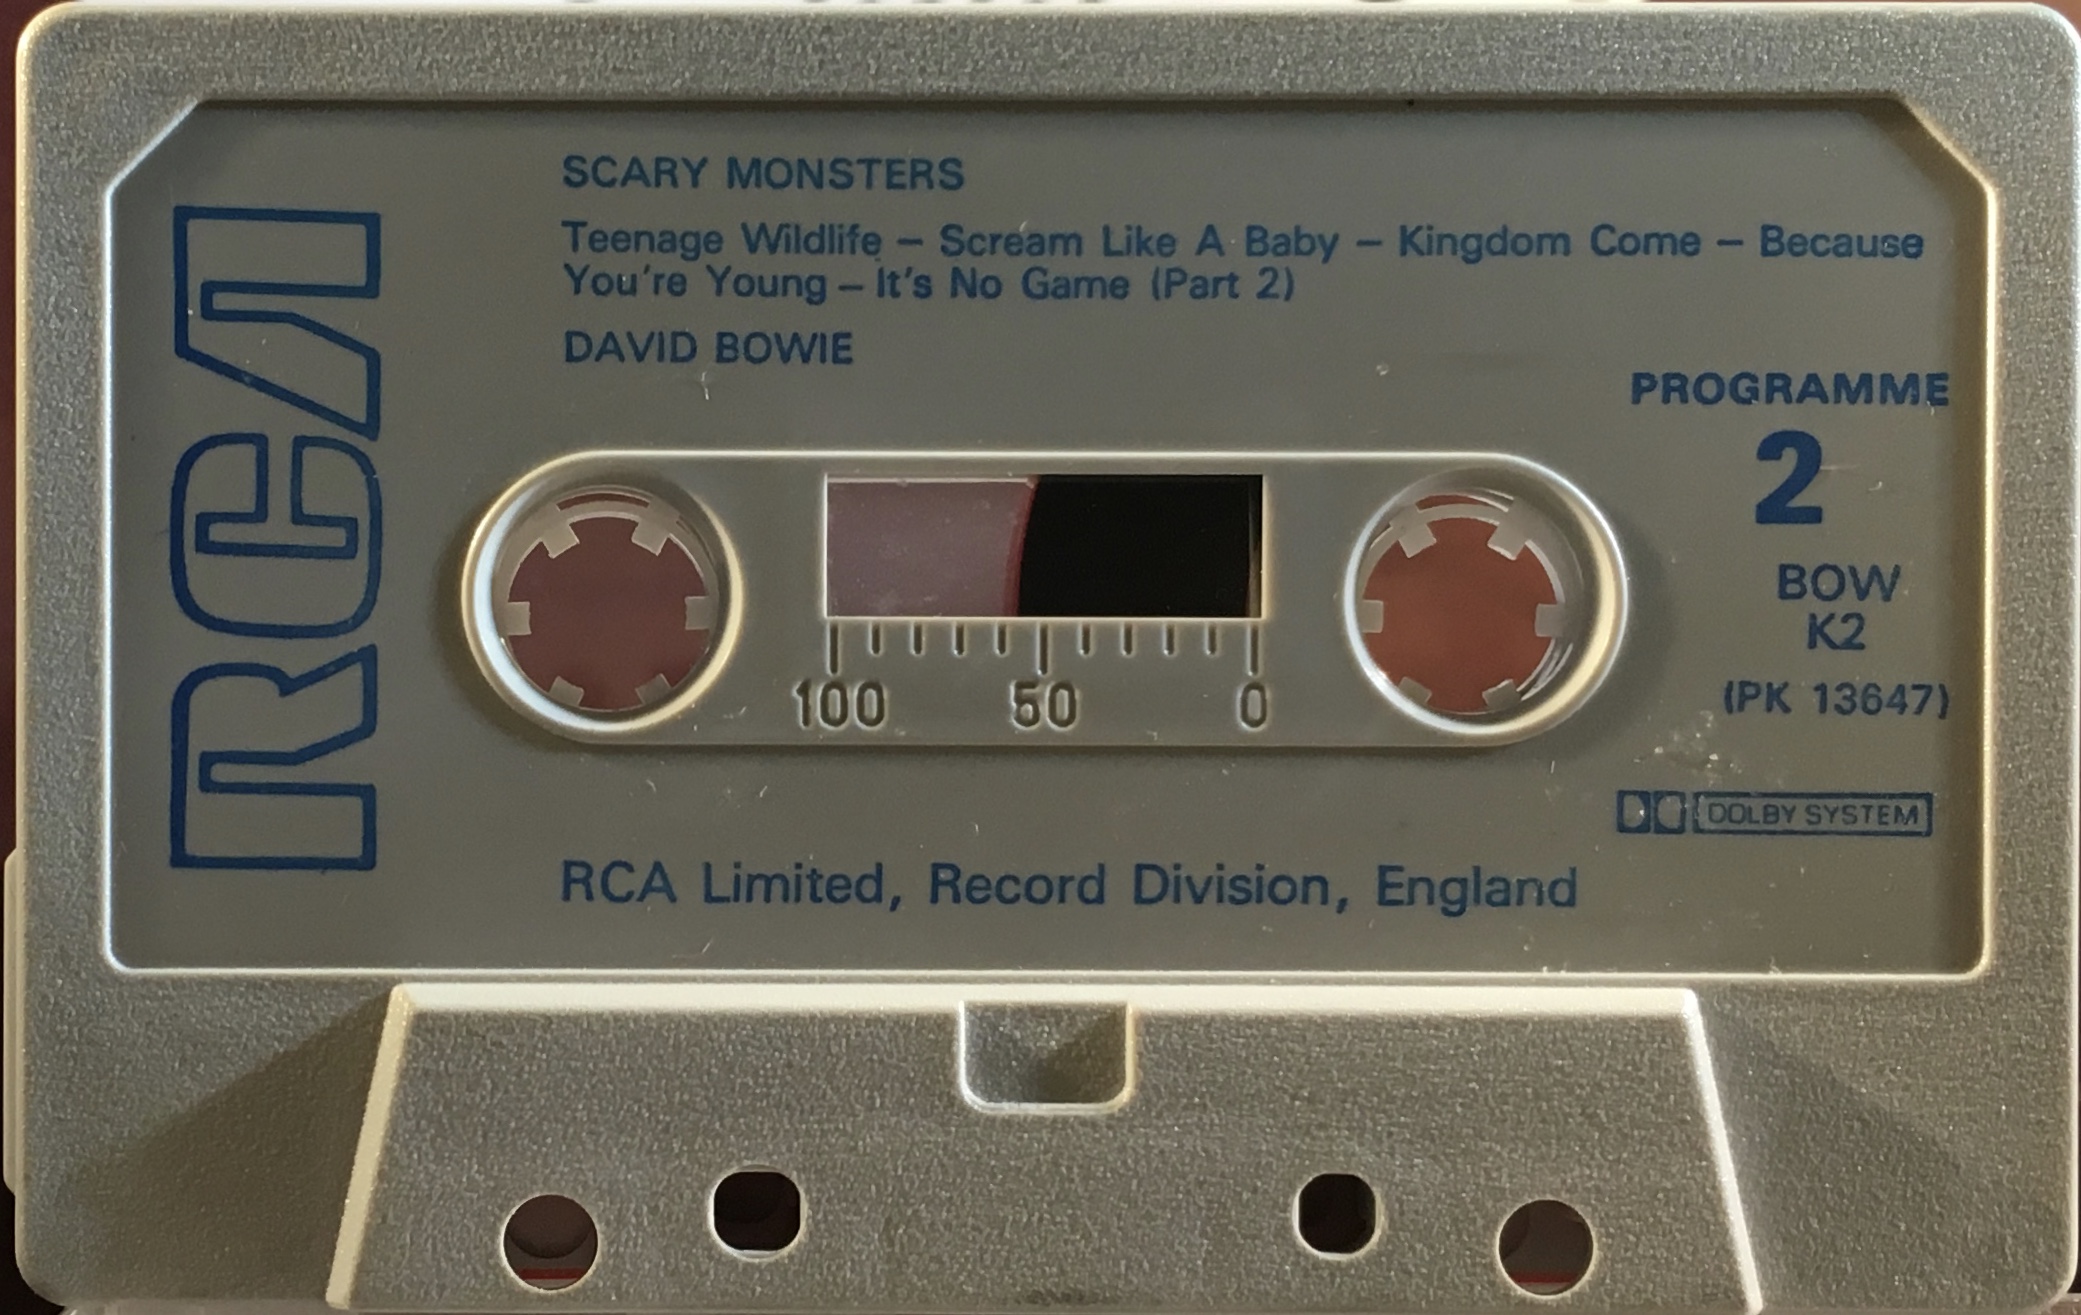 RCA
SCARY MONSTERS
Teenage Wildlife – Scream Like A Baby – Kingdom Come – Because
You're Young – It's No Game (Part 2)
DAVID BOWIE
PROGRAMME
2
BOW
K2
(PK 13647)
100 50 0
DOLBY SYSTEM
RCA Limited, Record Division, England